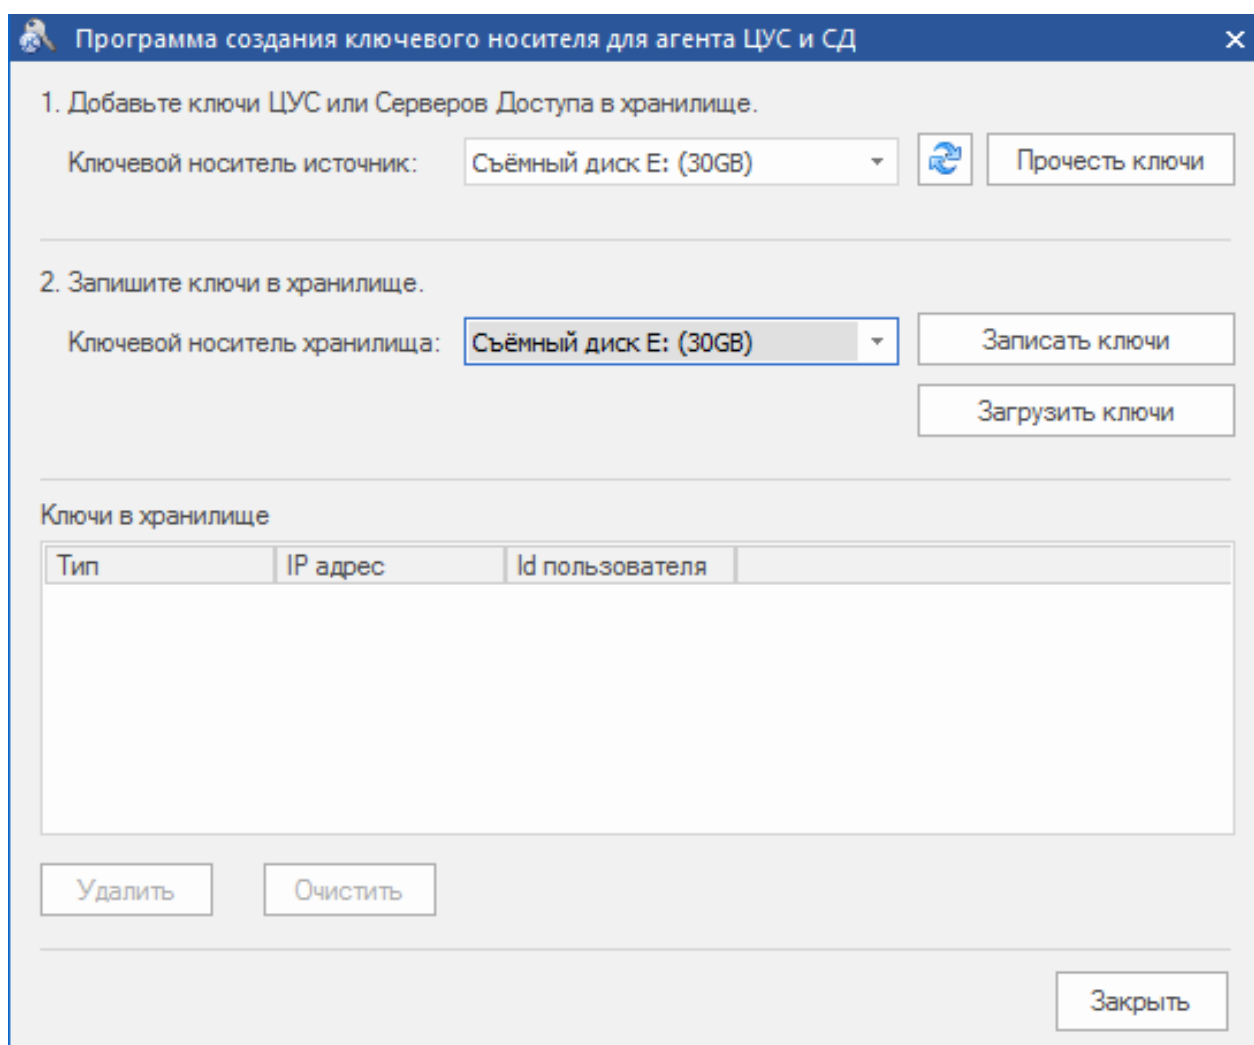 Программа создания ключевого носителя для агента ЦУС и СД
1. Добавьте ключи ЦУС или Серверов Доступа в хранилище.
Ключевой носитель источник: Съёмный диск E: (30GB) Прочесть ключи
2. Запишите ключи в хранилище.
Ключевой носитель хранилища: Съёмный диск E: (30GB) Записать ключи
Загрузить ключи
Ключи в хранилище
Тип IP адрес Id пользователя
Удалить Очистить
Закрыть